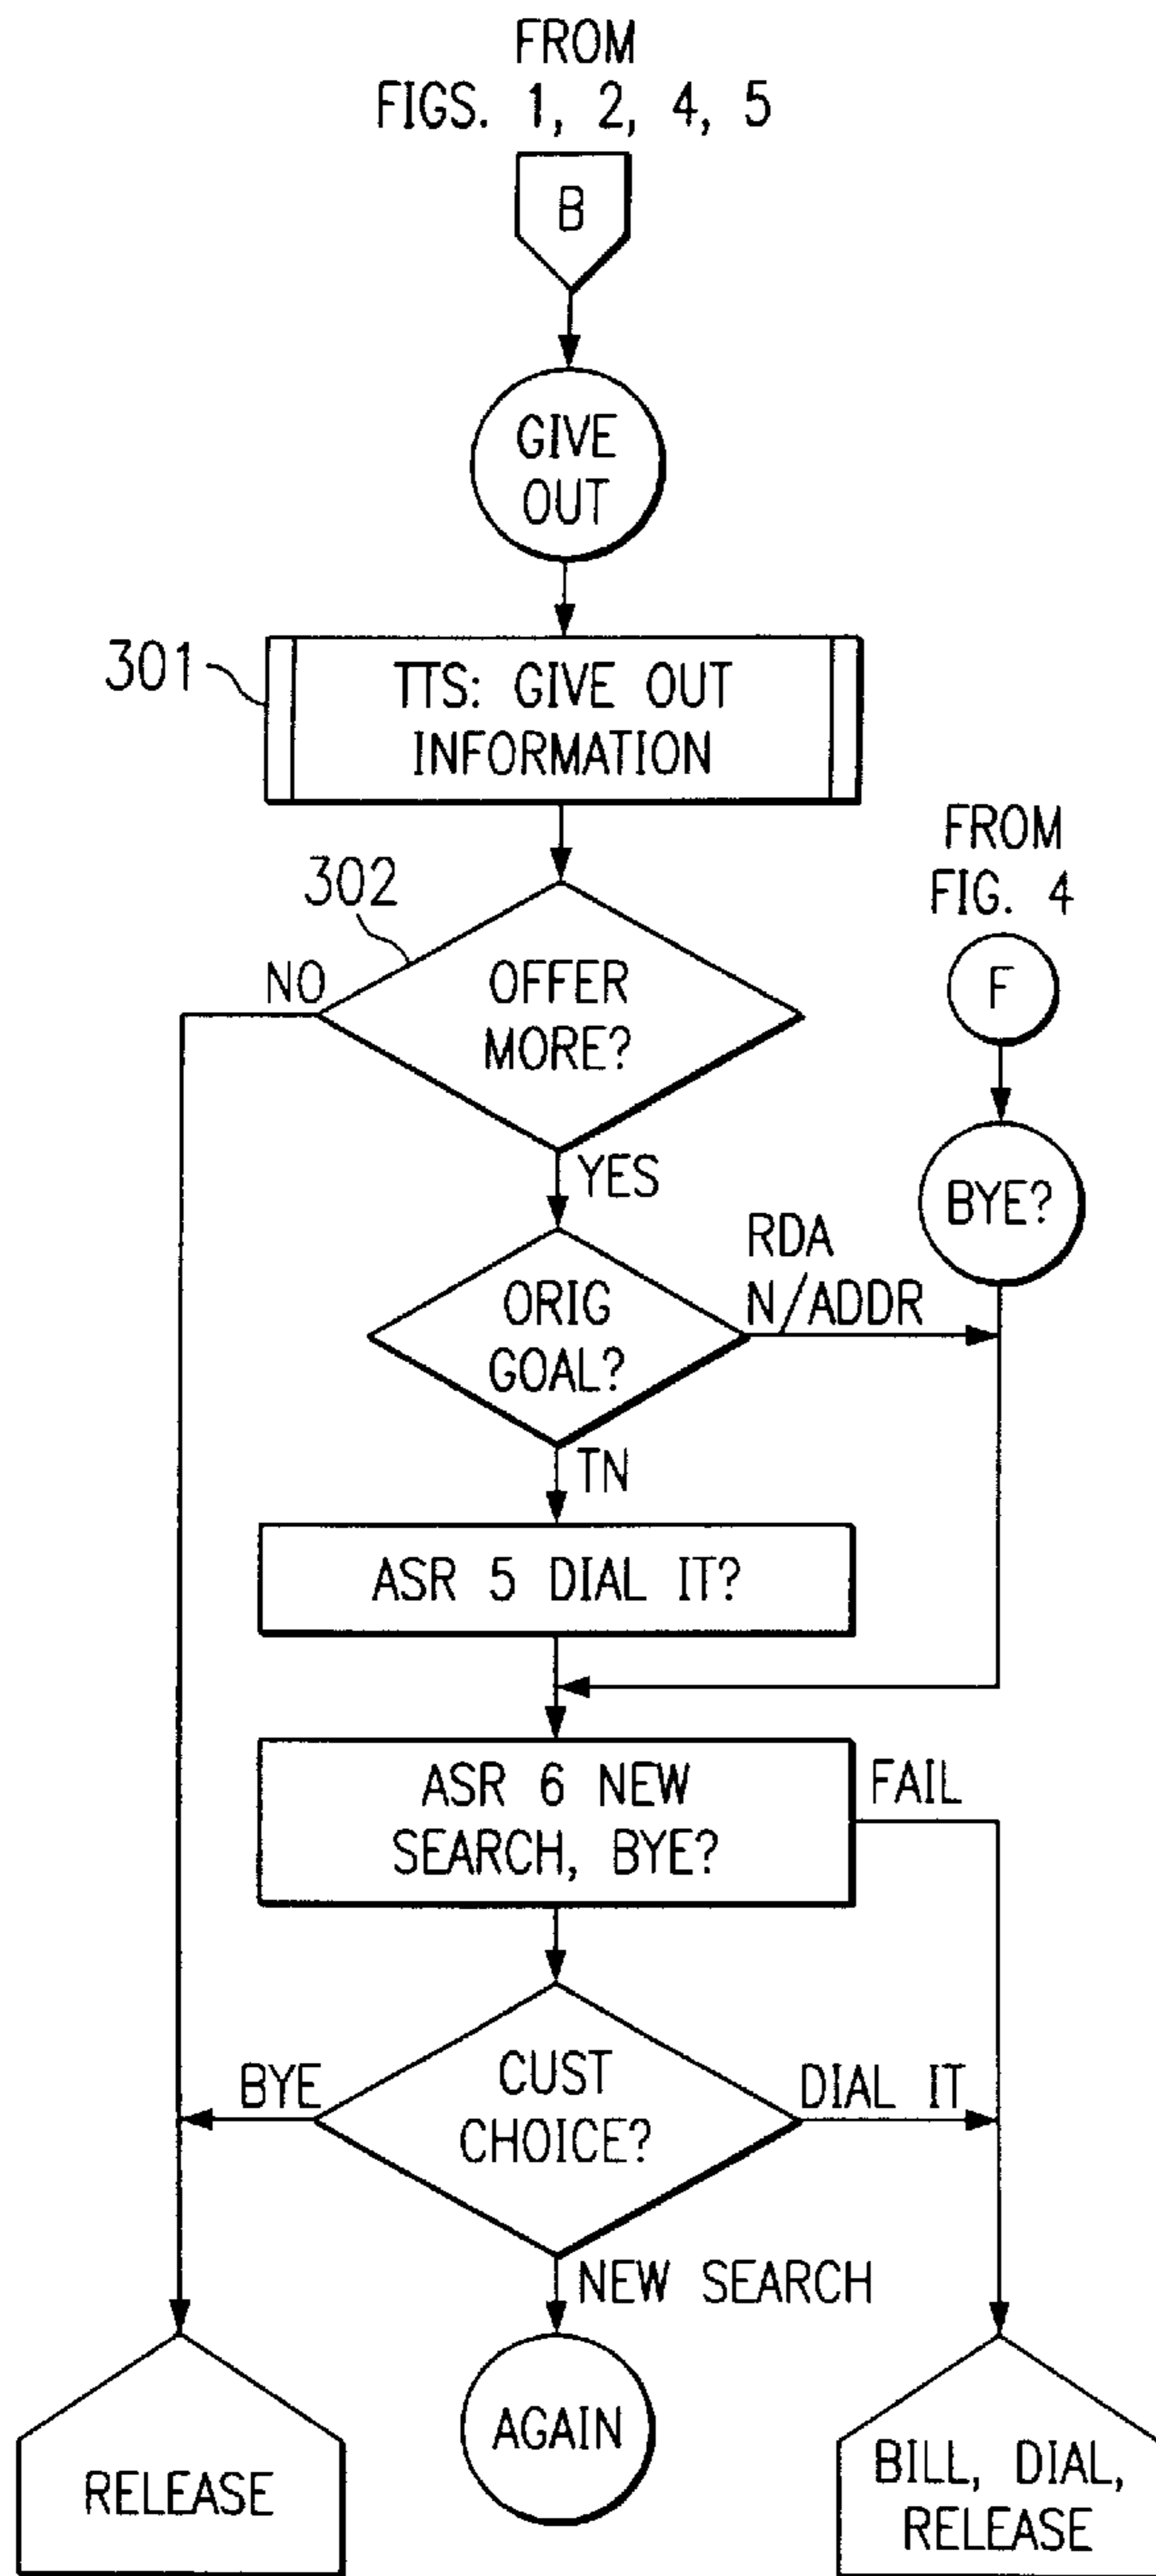 FROM
FIGS. 1, 2, 4, 5
B
GIVE
OUT
301
TTS: GIVE OUT
INFORMATION
302
NO
OFFER
MORE?
FROM
FIG. 4
F
YES
BYE?
ORIG
GOAL?
RDA
N/ADDR
TN
ASR 5 DIAL IT?
ASR 6 NEW
SEARCH, BYE?
FAIL
BYE
CUST
CHOICE?
DIAL IT
NEW SEARCH
RELEASE
AGAIN
BILL, DIAL,
RELEASE